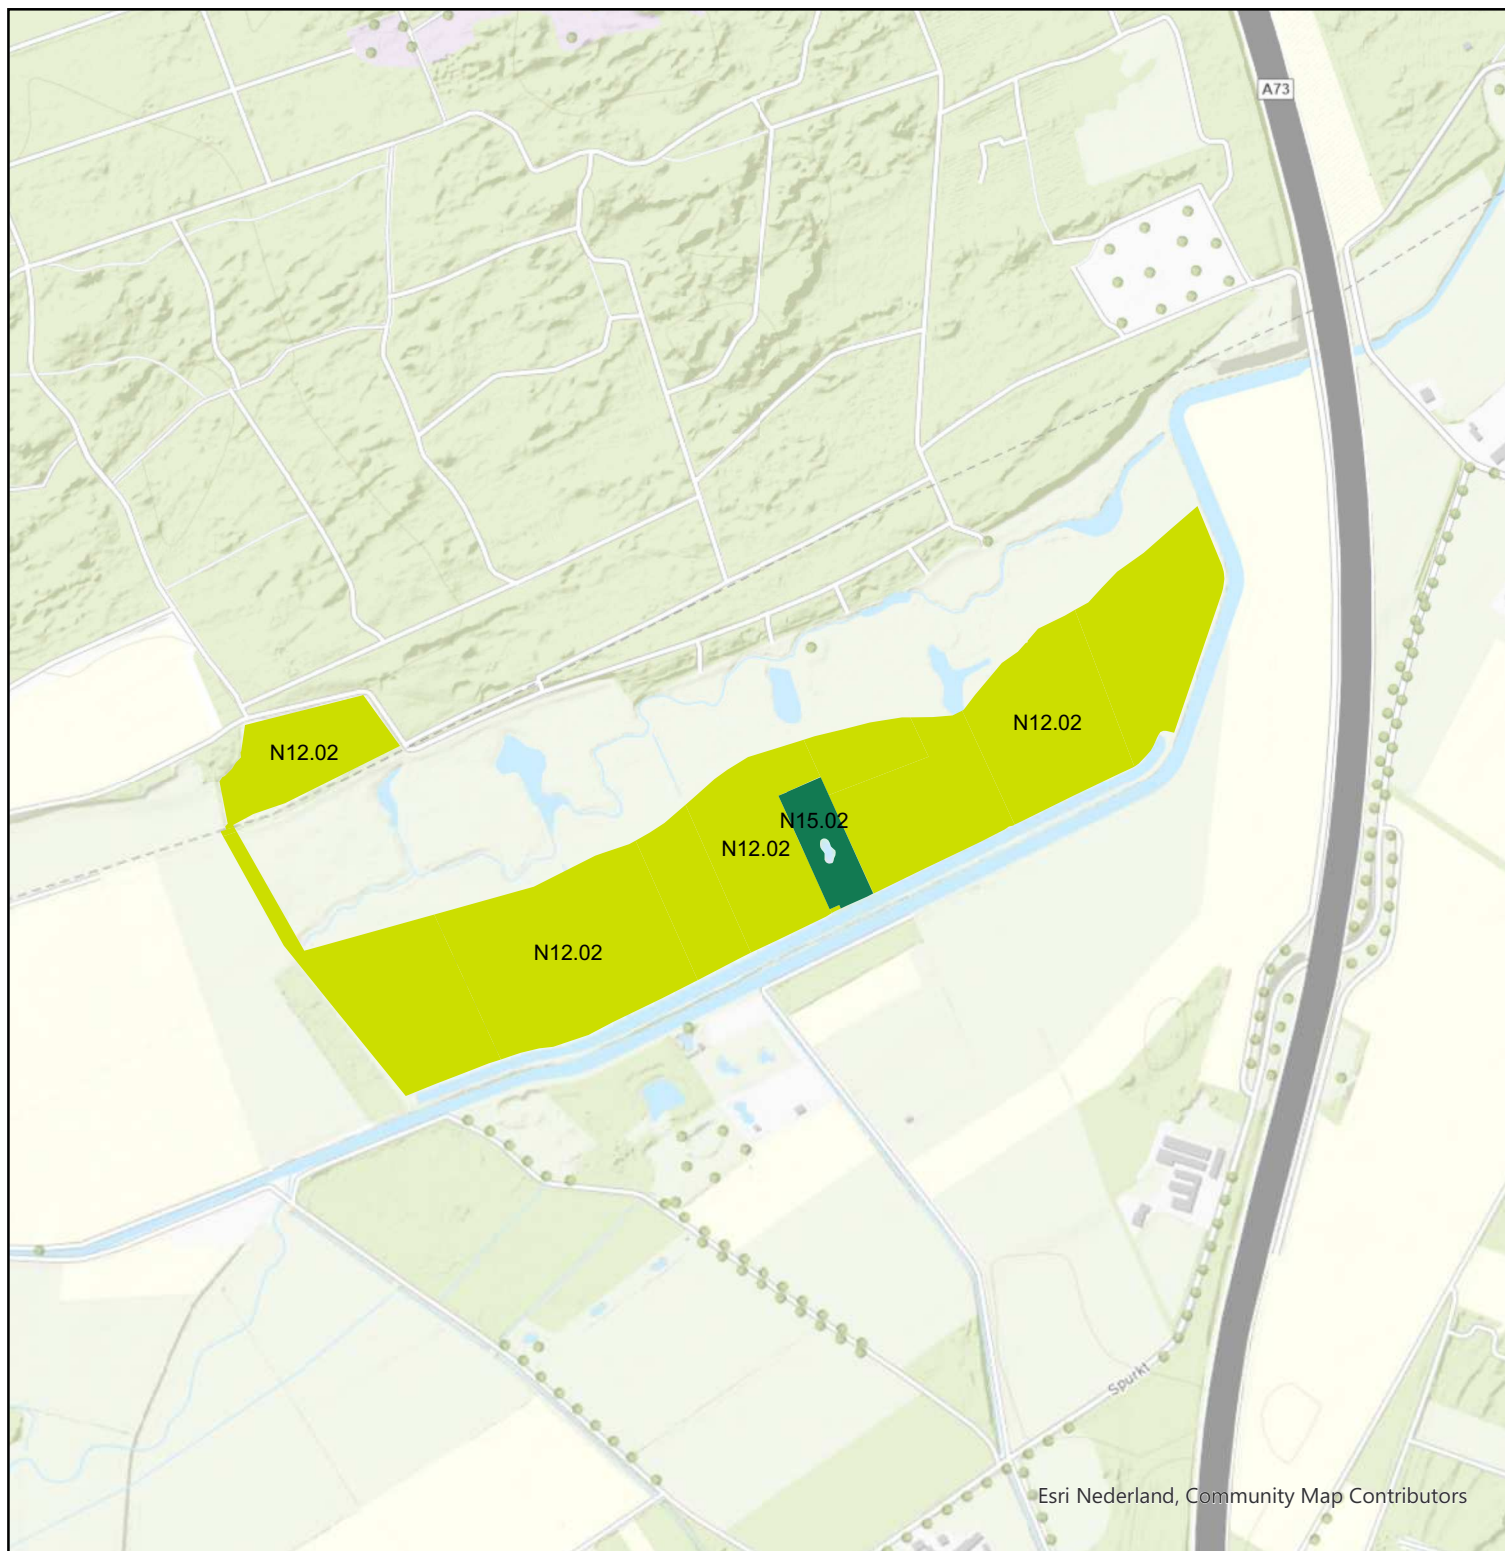 A73
N12.02
N12.02
N15.02
N12.02
N12.02
Spurkt
Esri Nederland, Community Map Contributors